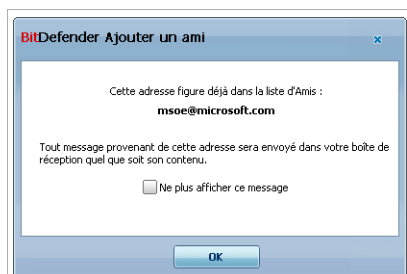 BitDefender Ajouter un ami
Cette adresse figure déjà dans la liste d'Amis :
msoe@microsoft.com
Tout message provenant de cette adresse sera envoyé dans votre boîte de
réception quel que soit son contenu.
Ne plus afficher ce message
OK